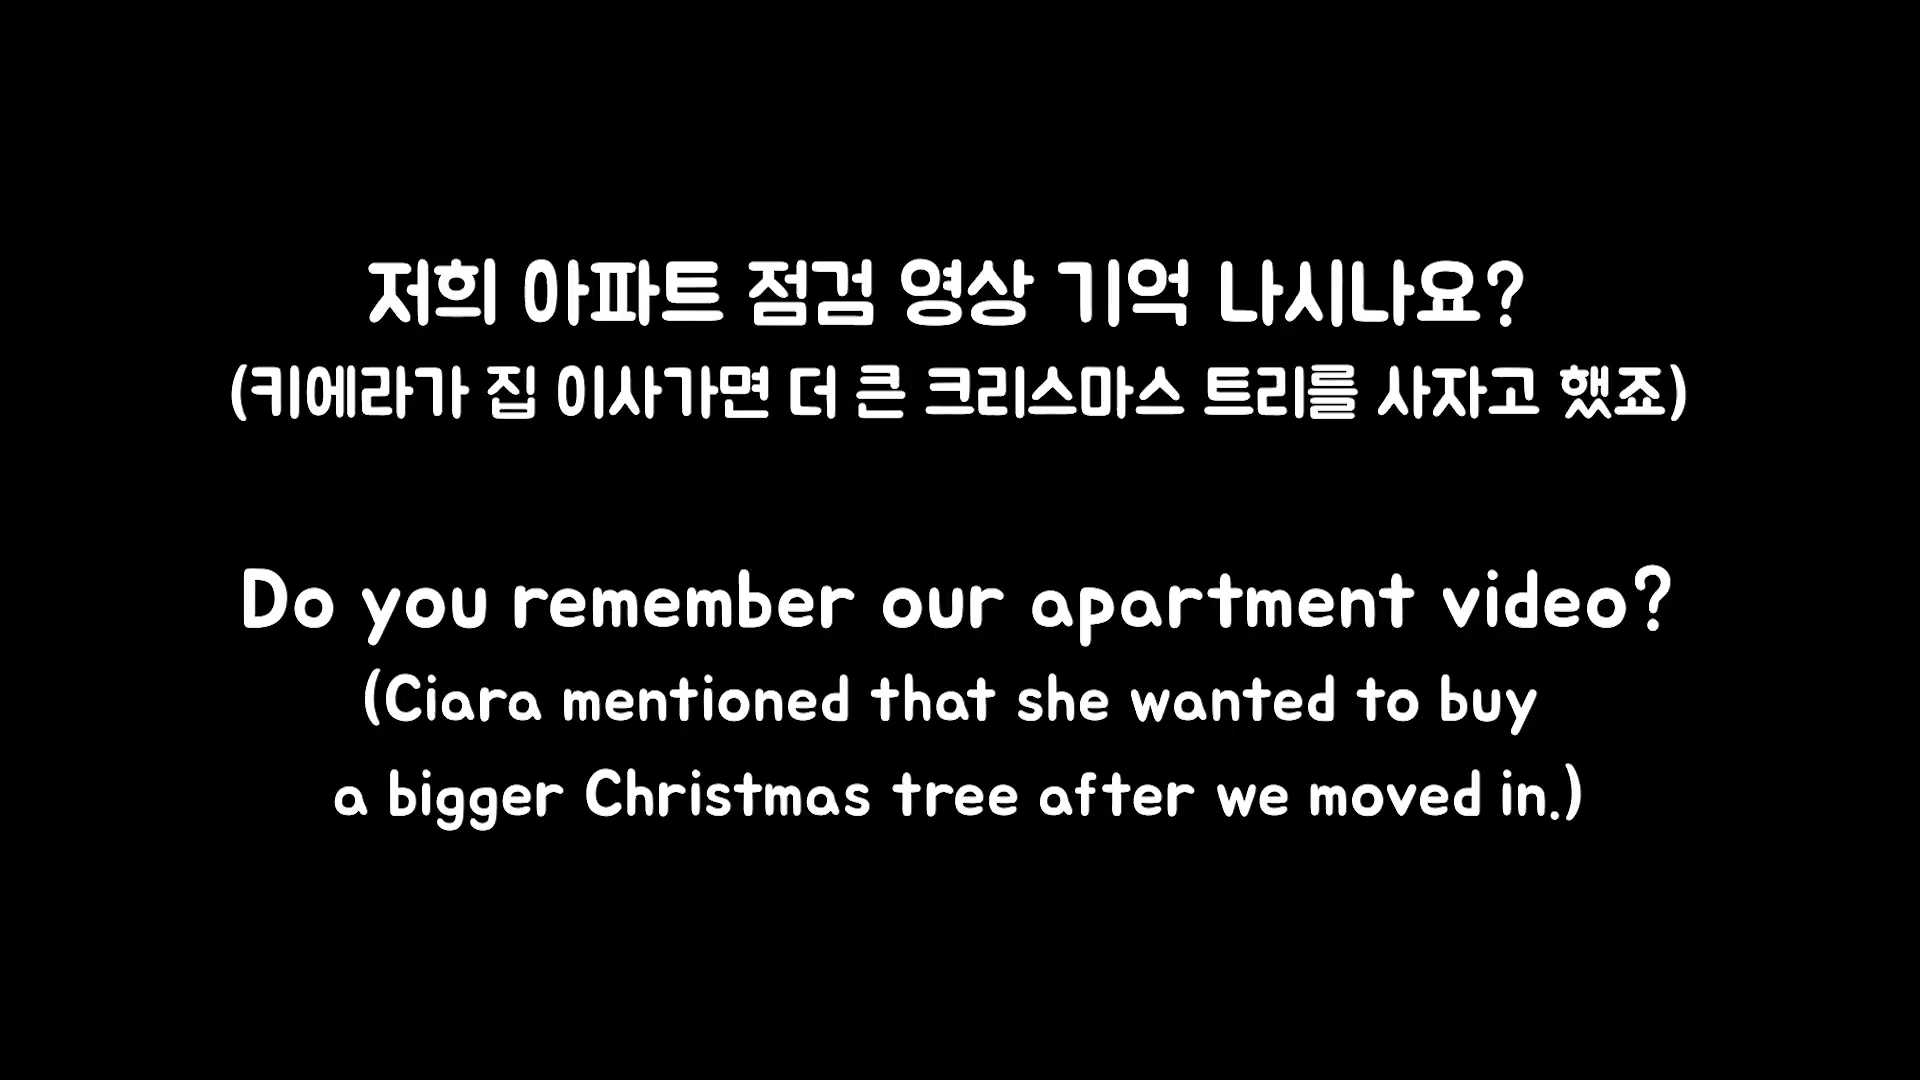 저희 아파트 점검 영상 기억 나시나요?
(키에라가 집 이사가면 더 큰 크리스마스 트리를 사자고 했죠)
Do you remember our apartment video?
(Ciara mentioned that she wanted to buy
a bigger Christmas tree after we moved in.)